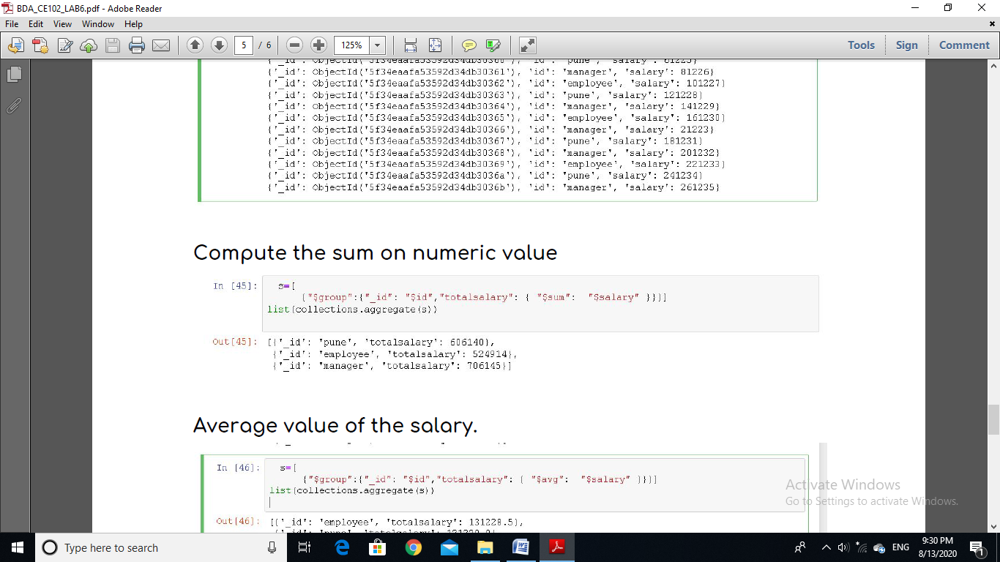 BDA_CE102_LAB6.pdf - Adobe Reader
File Edit View Window Help
5 / 6 125% Tools Sign Comment
{'_id': ObjectId('5f34eaafa53592d34db30361'), 'id': 'manager', 'salary': 81226}
{'_id': ObjectId('5f34eaafa53592d34db30362'), 'id': 'employee', 'salary': 101227}
{'_id': ObjectId('5f34eaafa53592d34db30363'), 'id': 'pune', 'salary': 121228}
{'_id': ObjectId('5f34eaafa53592d34db30364'), 'id': 'manager', 'salary': 141229}
{'_id': ObjectId('5f34eaafa53592d34db30365'), 'id': 'employee', 'salary': 161230}
{'_id': ObjectId('5f34eaafa53592d34db30366'), 'id': 'manager', 'salary': 21223}
{'_id': ObjectId('5f34eaafa53592d34db30367'), 'id': 'pune', 'salary': 181231}
{'_id': ObjectId('5f34eaafa53592d34db30368'), 'id': 'manager', 'salary': 201232}
{'_id': ObjectId('5f34eaafa53592d34db30369'), 'id': 'employee', 'salary': 221233}
{'_id': ObjectId('5f34eaafa53592d34db3036a'), 'id': 'pune', 'salary': 241234}
{'_id': ObjectId('5f34eaafa53592d34db3036b'), 'id': 'manager', 'salary': 261235}
Compute the sum on numeric value
In [45]: s=[
{"$group":{"_id": "$id","totalsalary": { "$sum": "$salary" }}}]
list(collections.aggregate(s))
Out[45]: [{'_id': 'pune', 'totalsalary': 606140},
{'_id': 'employee', 'totalsalary': 524914},
{'_id': 'manager', 'totalsalary': 706145}]
Average value of the salary.
In [46]: s=[
{"$group":{"_id": "$id","totalsalary": { "$avg": "$salary" }}}]
list(collections.aggregate(s))
Out[46]: [{'_id': 'employee', 'totalsalary': 131228.5},
Activate Windows
Go to Settings to activate Windows.
Type here to search
ENG
9:30 PM
8/13/2020
1